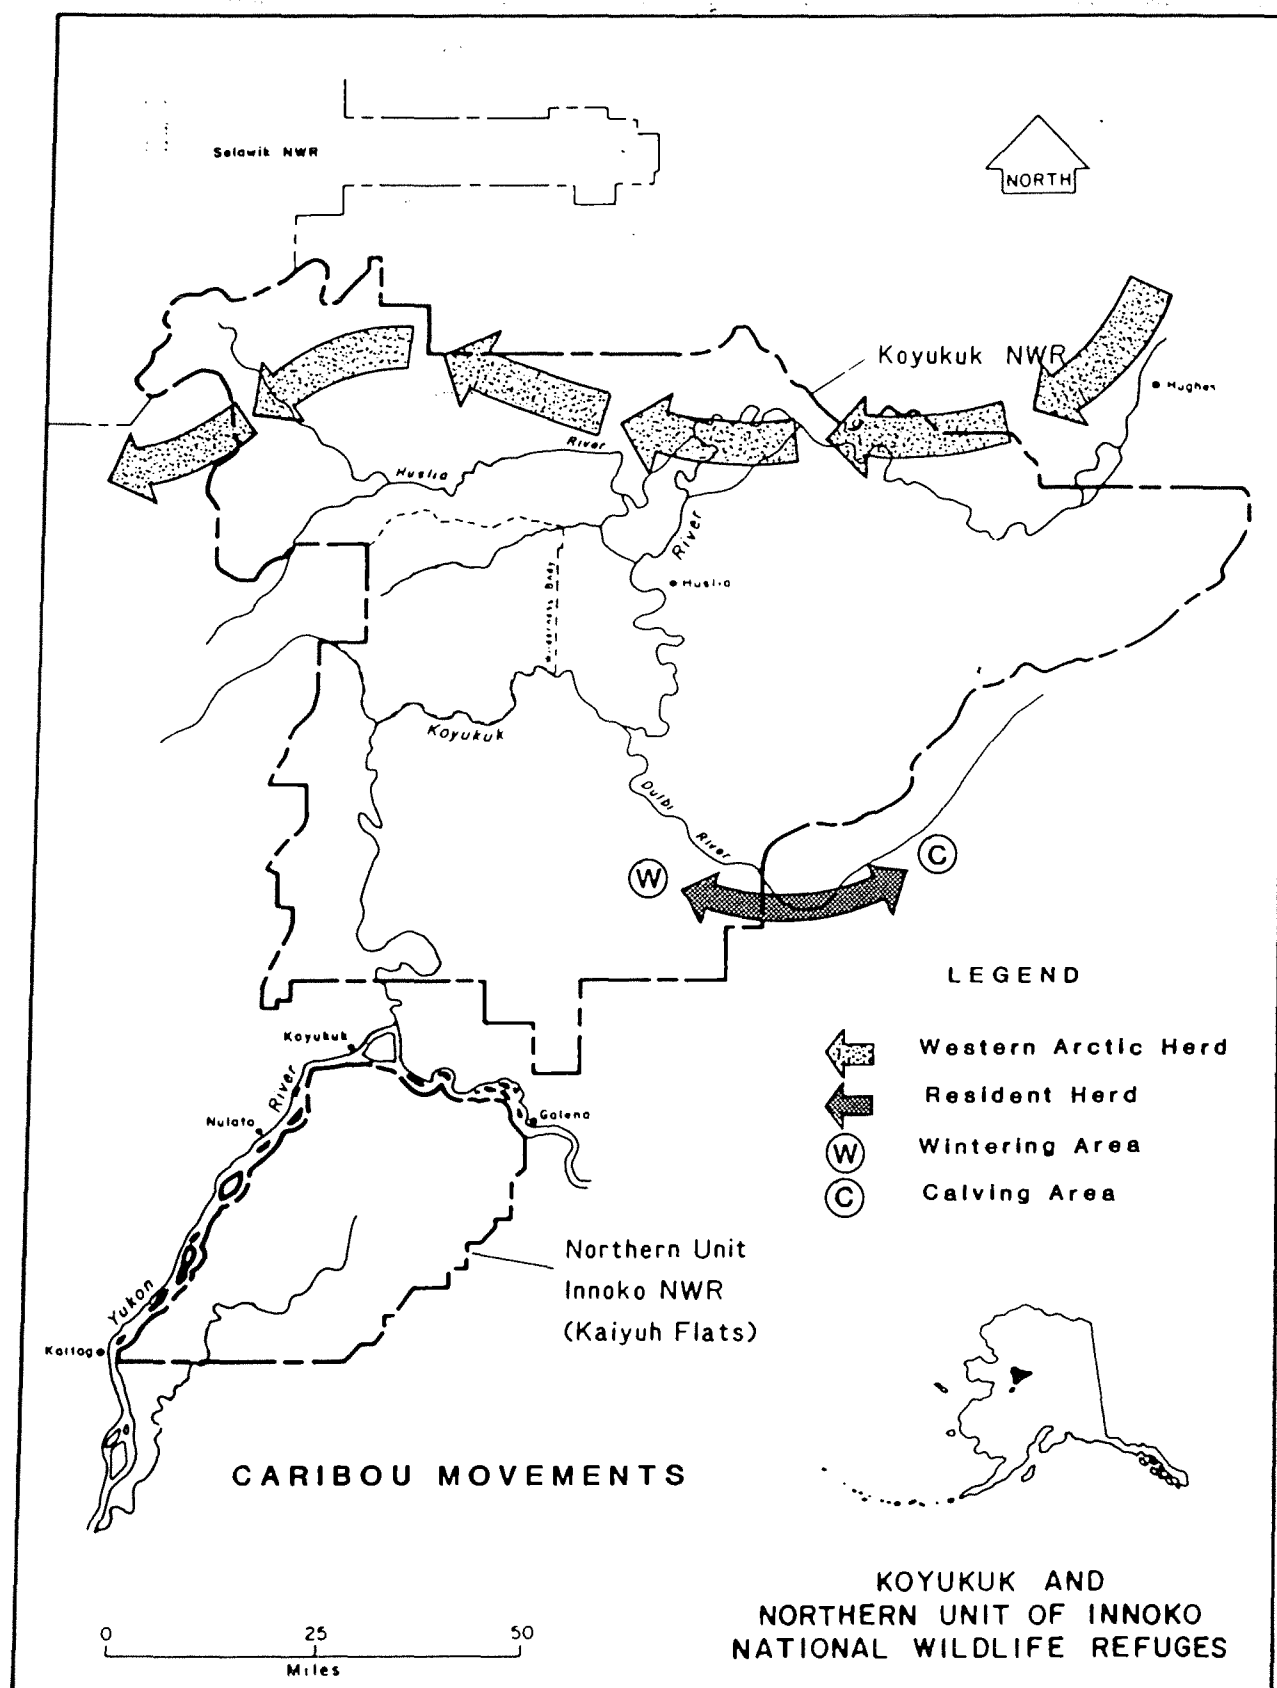 Selawik NWR
NORTH
Koyukuk NWR
Hughes
River
Huslia
River
Huslia
Wilderness Bndy
Koyukuk
Dulbi
River
W
C
LEGEND
Western Arctic Herd
Resident Herd
W Wintering Area
C Calving Area
Koyukuk
River
Nulato
Galena
Northern Unit
Innoko NWR
(Kaiyuh Flats)
Yukon
Kaltag
CARIBOU MOVEMENTS
KOYUKUK AND
NORTHERN UNIT OF INNOKO
NATIONAL WILDLIFE REFUGES
0 25 50
Miles